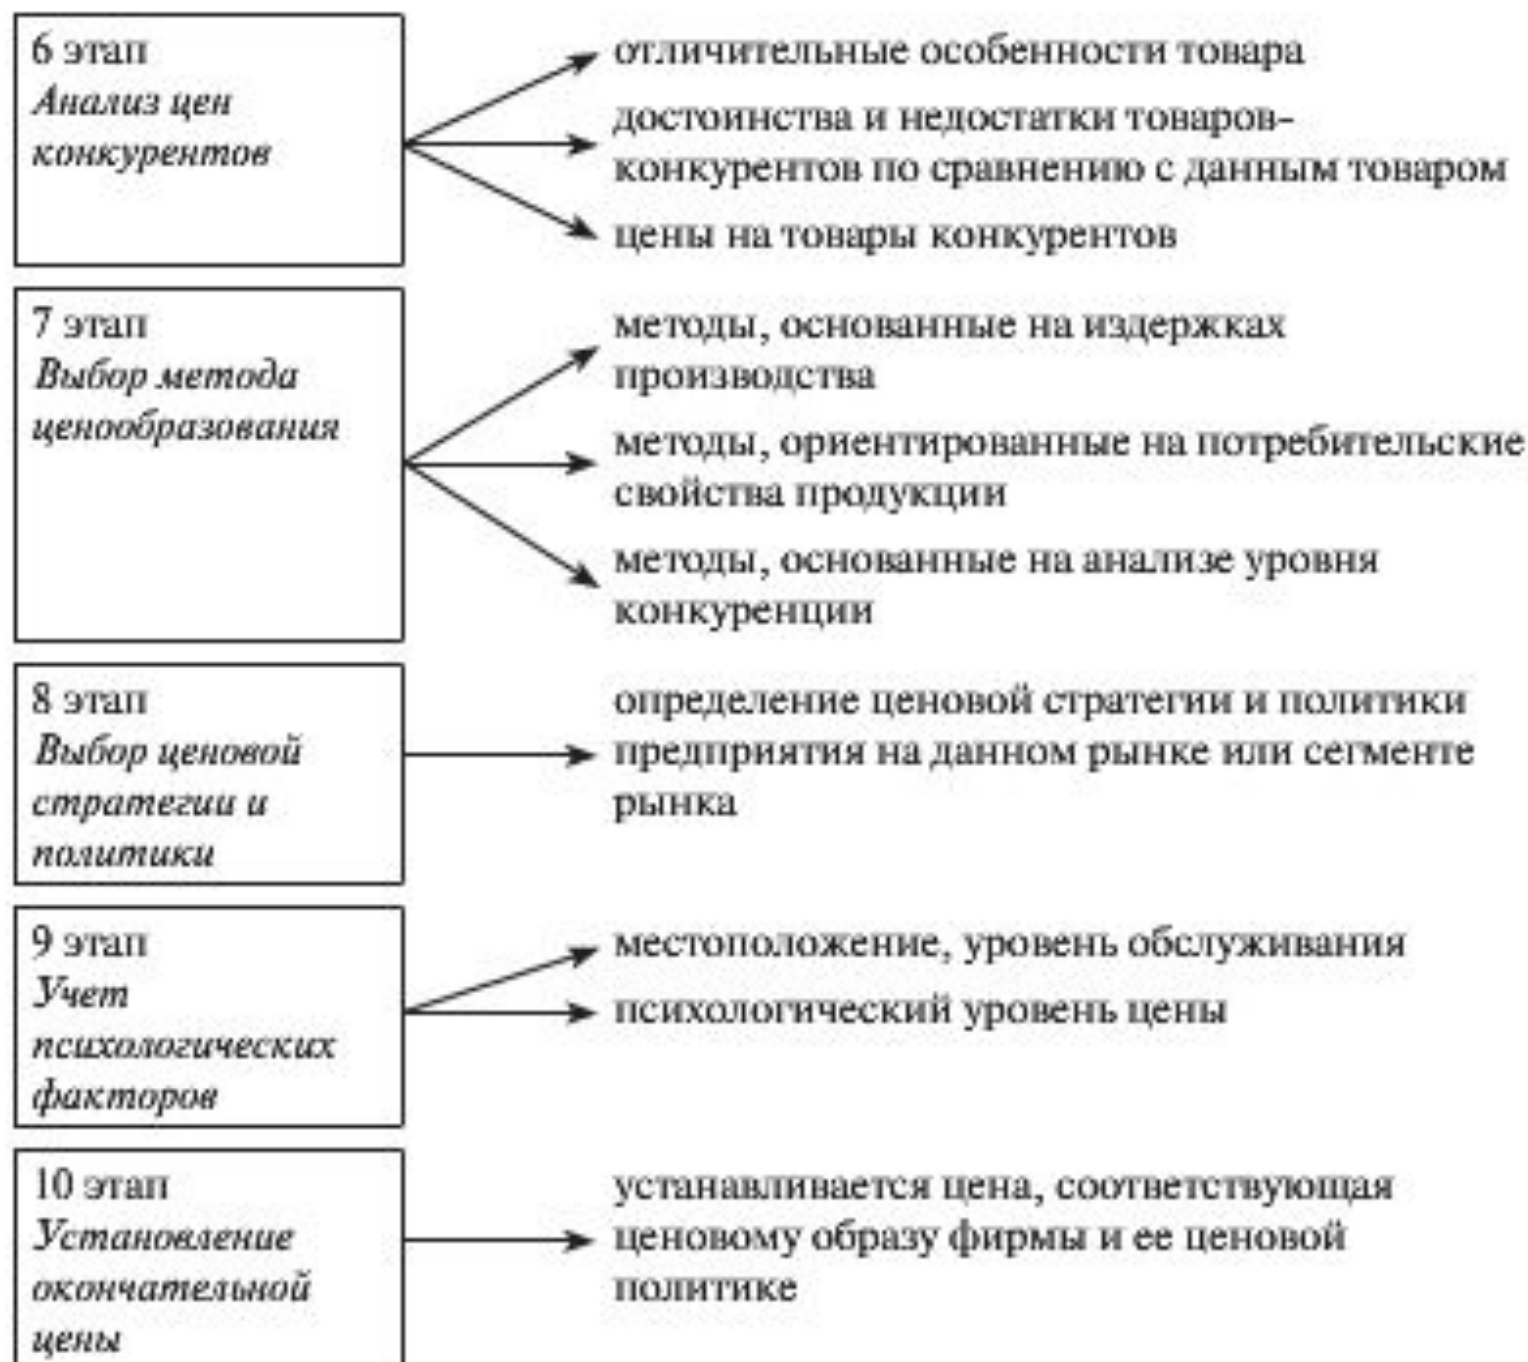 6 этап
Анализ цен
конкурентов
отличительные особенности товара
достоинства и недостатки товаров-
конкурентов по сравнению с данным товаром
цены на товары конкурентов
7 этап
Выбор метода
ценообразования
методы, основанные на издержках
производства
методы, ориентированные на потребительские
свойства продукции
методы, основанные на анализе уровня
конкуренции
8 этап
Выбор ценовой
стратегии и
политики
определение ценовой стратегии и политики
предприятия на данном рынке или сегменте
рынка
9 этап
Учет
психологических
факторов
местоположение, уровень обслуживания
психологический уровень цены
10 этап
Установление
окончательной
цены
устанавливается цена, соответствующая
ценовому образу фирмы и ее ценовой
политике